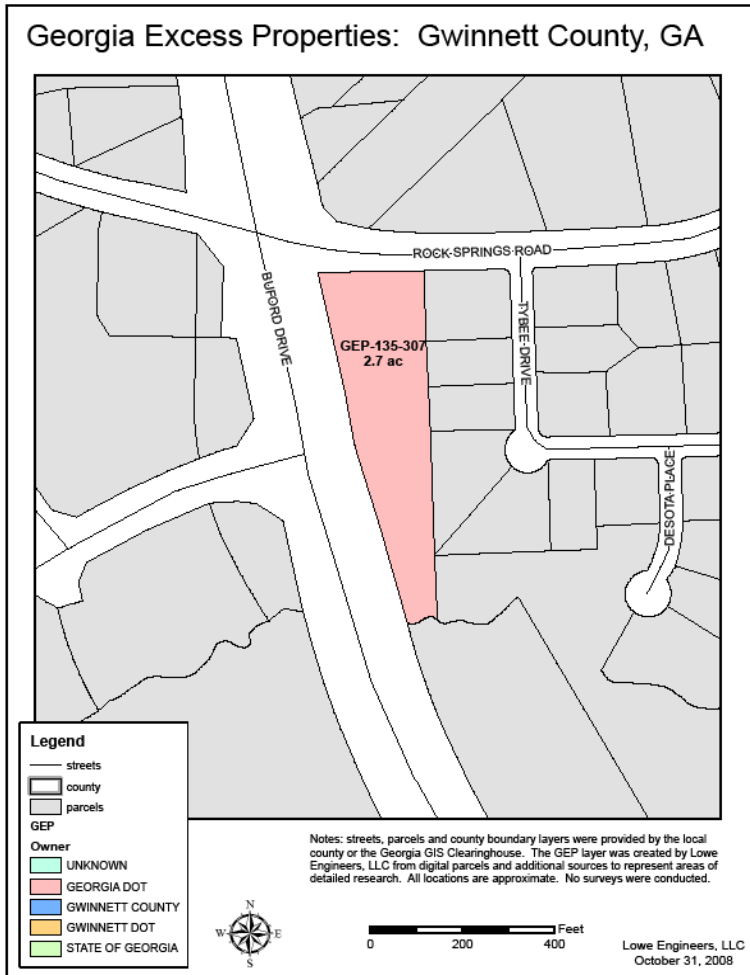 Georgia Excess Properties: Gwinnett County, GA
ROCK SPRINGS ROAD
BUFORD DRIVE
GEP-135-307
2.7 ac
TYBEE DRIVE
DESOTA PLACE
Legend
streets
county
parcels
GEP
Owner
UNKNOWN
GEORGIA DOT
GWINNETT COUNTY
GWINNETT DOT
STATE OF GEORGIA
Notes: streets, parcels and county boundary layers were provided by the local
county or the Georgia GIS Clearinghouse. The GEP layer was created by Lowe
Engineers, LLC from digital parcels and additional sources to represent areas of
detailed research. All locations are approximate. No surveys were conducted.
N
W E
S
Feet
0 200 400
Lowe Engineers, LLC
October 31, 2008